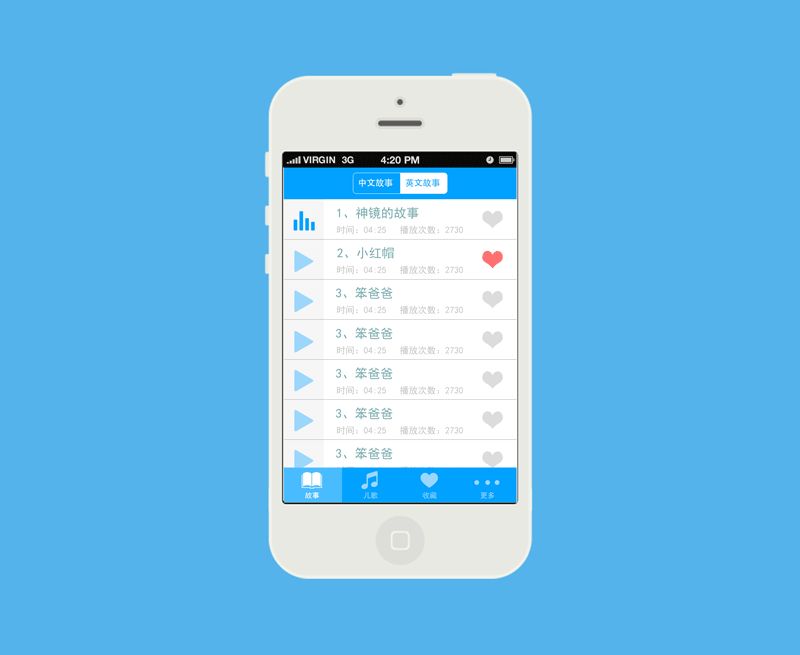 VIRGIN 3G 4:20 PM
中文故事 英文故事
1、神镜的故事
时间：04:25 播放次数：2730
2、小红帽
时间：04:25 播放次数：2730
3、笨爸爸
时间：04:25 播放次数：2730
3、笨爸爸
时间：04:25 播放次数：2730
3、笨爸爸
时间：04:25 播放次数：2730
3、笨爸爸
时间：04:25 播放次数：2730
3、笨爸爸
故事 儿歌 收藏 更多